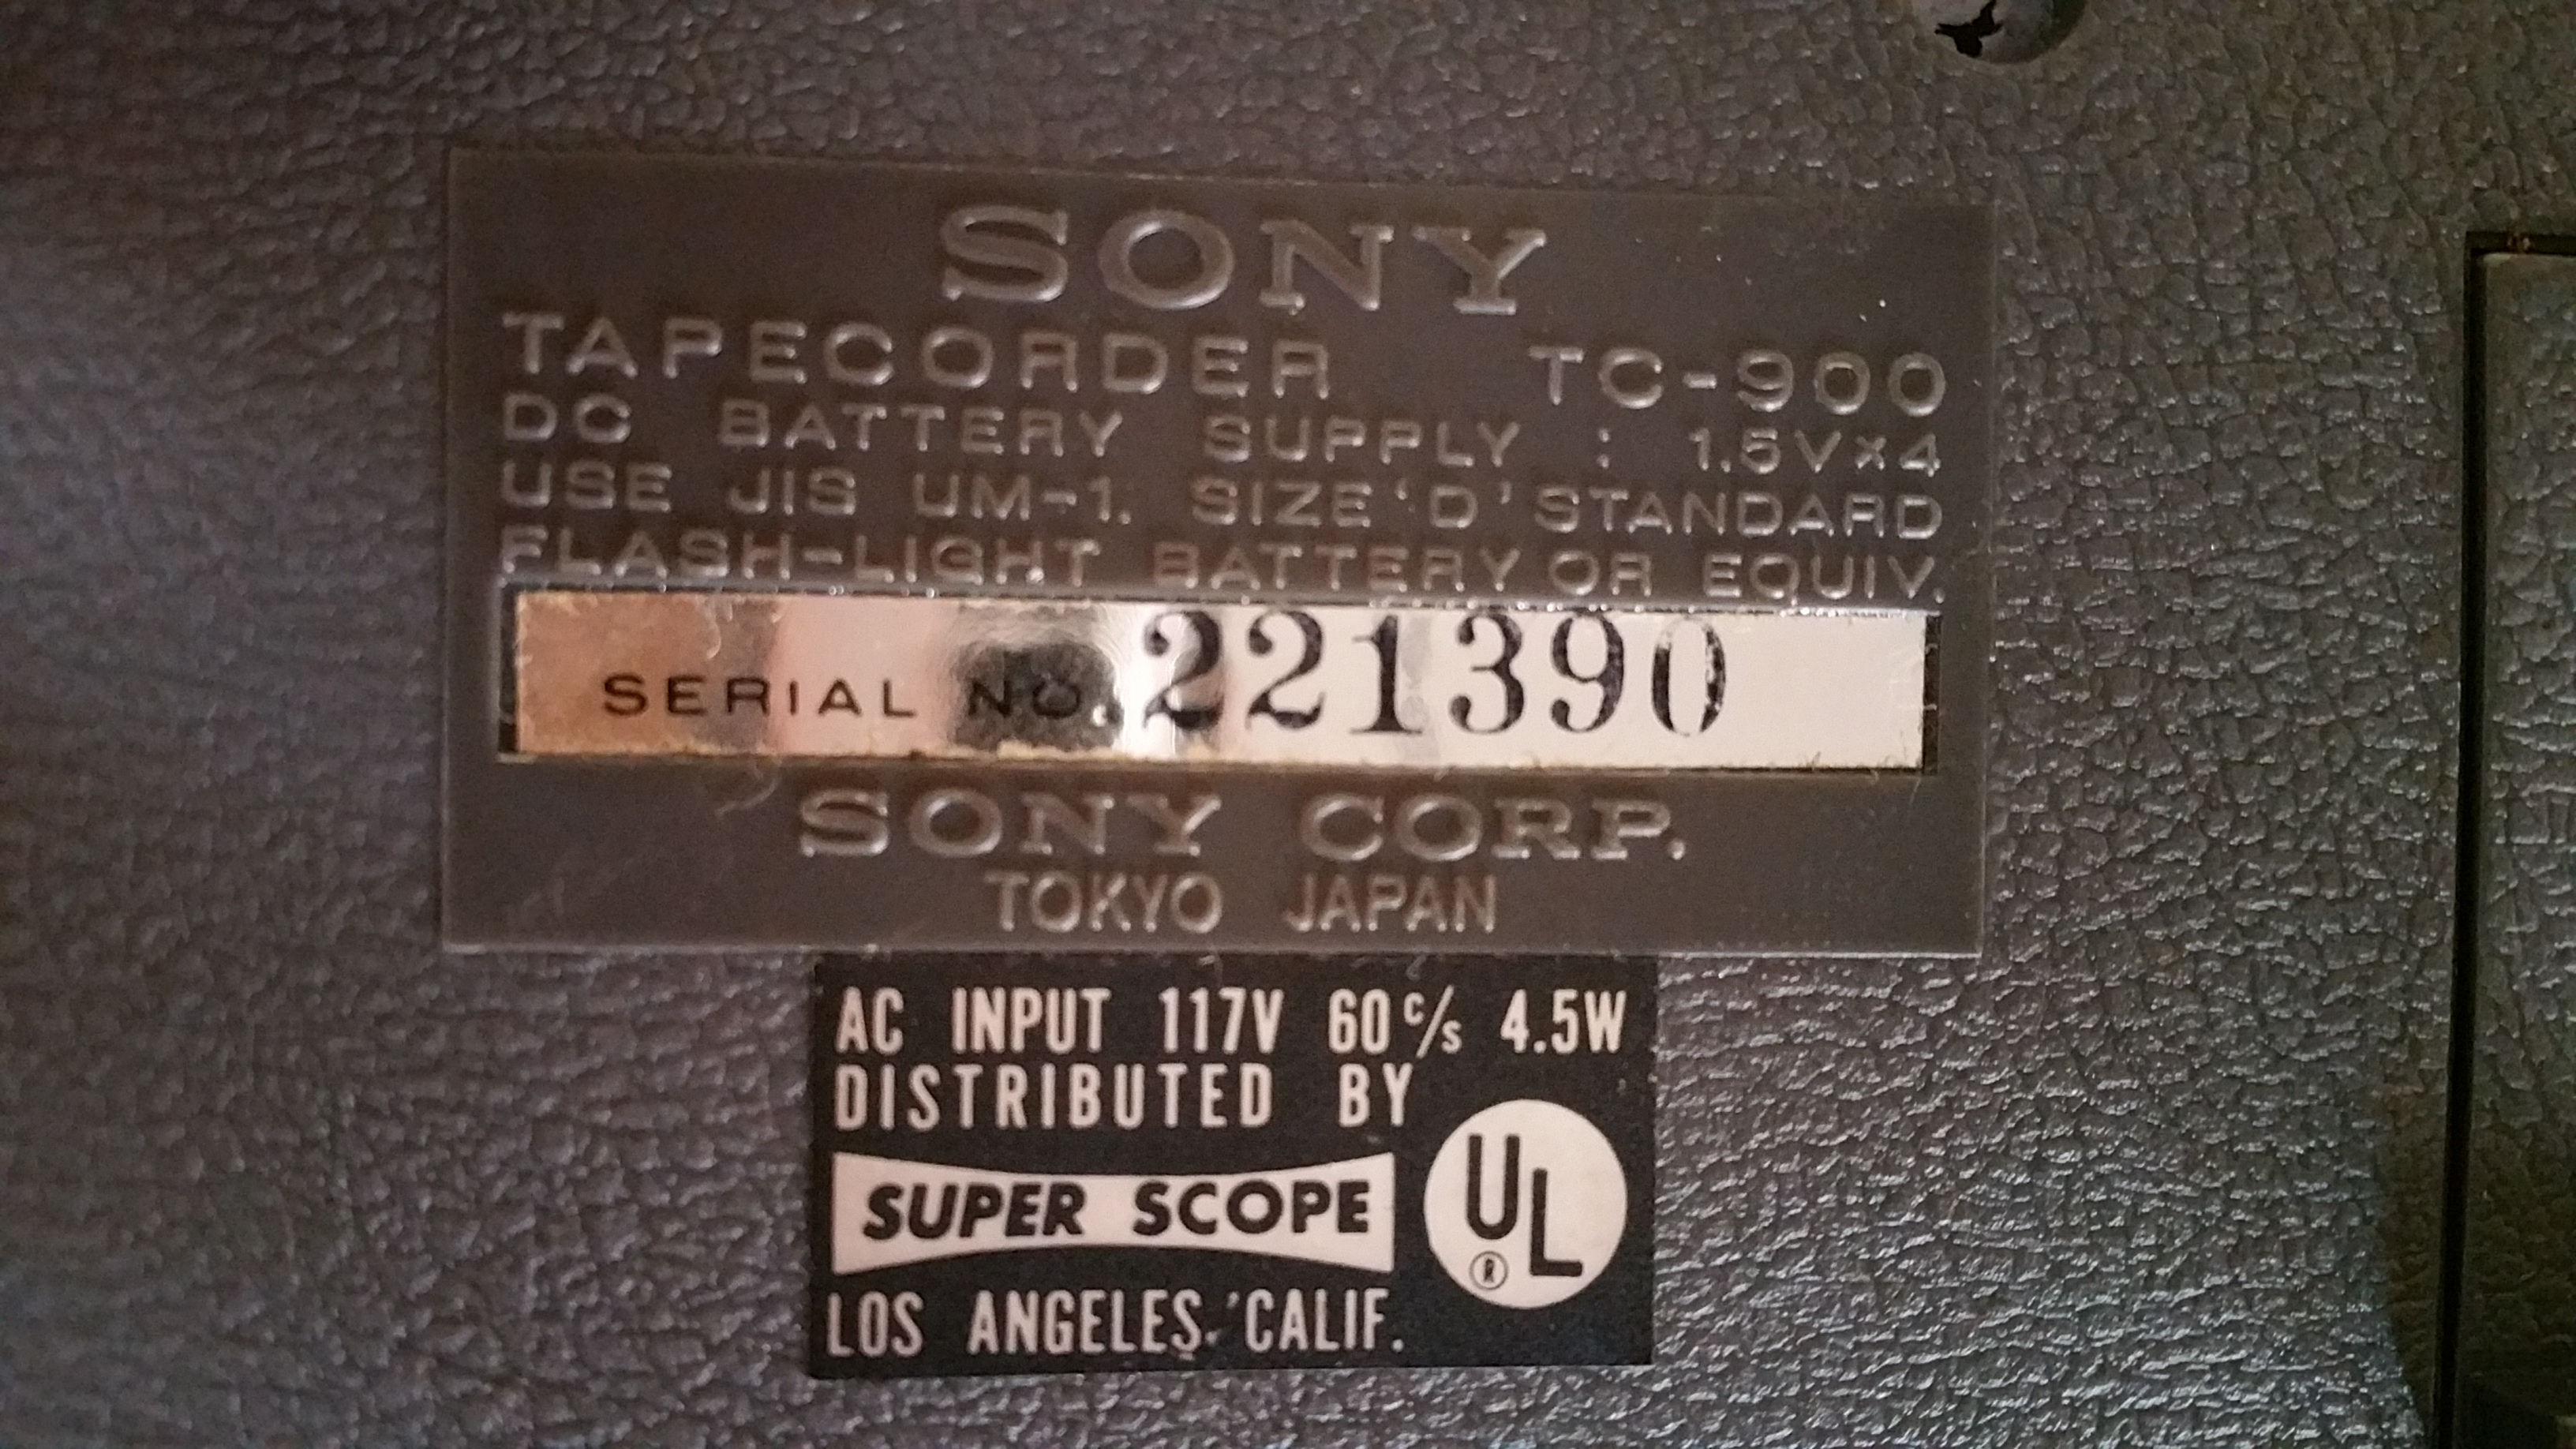 SONY
TAPECORDER TC-900
DC BATTERY SUPPLY : 1.5V×4
USE JIS UM-1. SIZE 'D' STANDARD
FLASH-LIGHT BATTERY OR EQUIV.
SERIAL NO. 221390
SONY CORP.
TOKYO JAPAN
AC INPUT 117V 60 c/s 4.5W
DISTRIBUTED BY
SUPER SCOPE
UL
®
LOS ANGELES, CALIF.